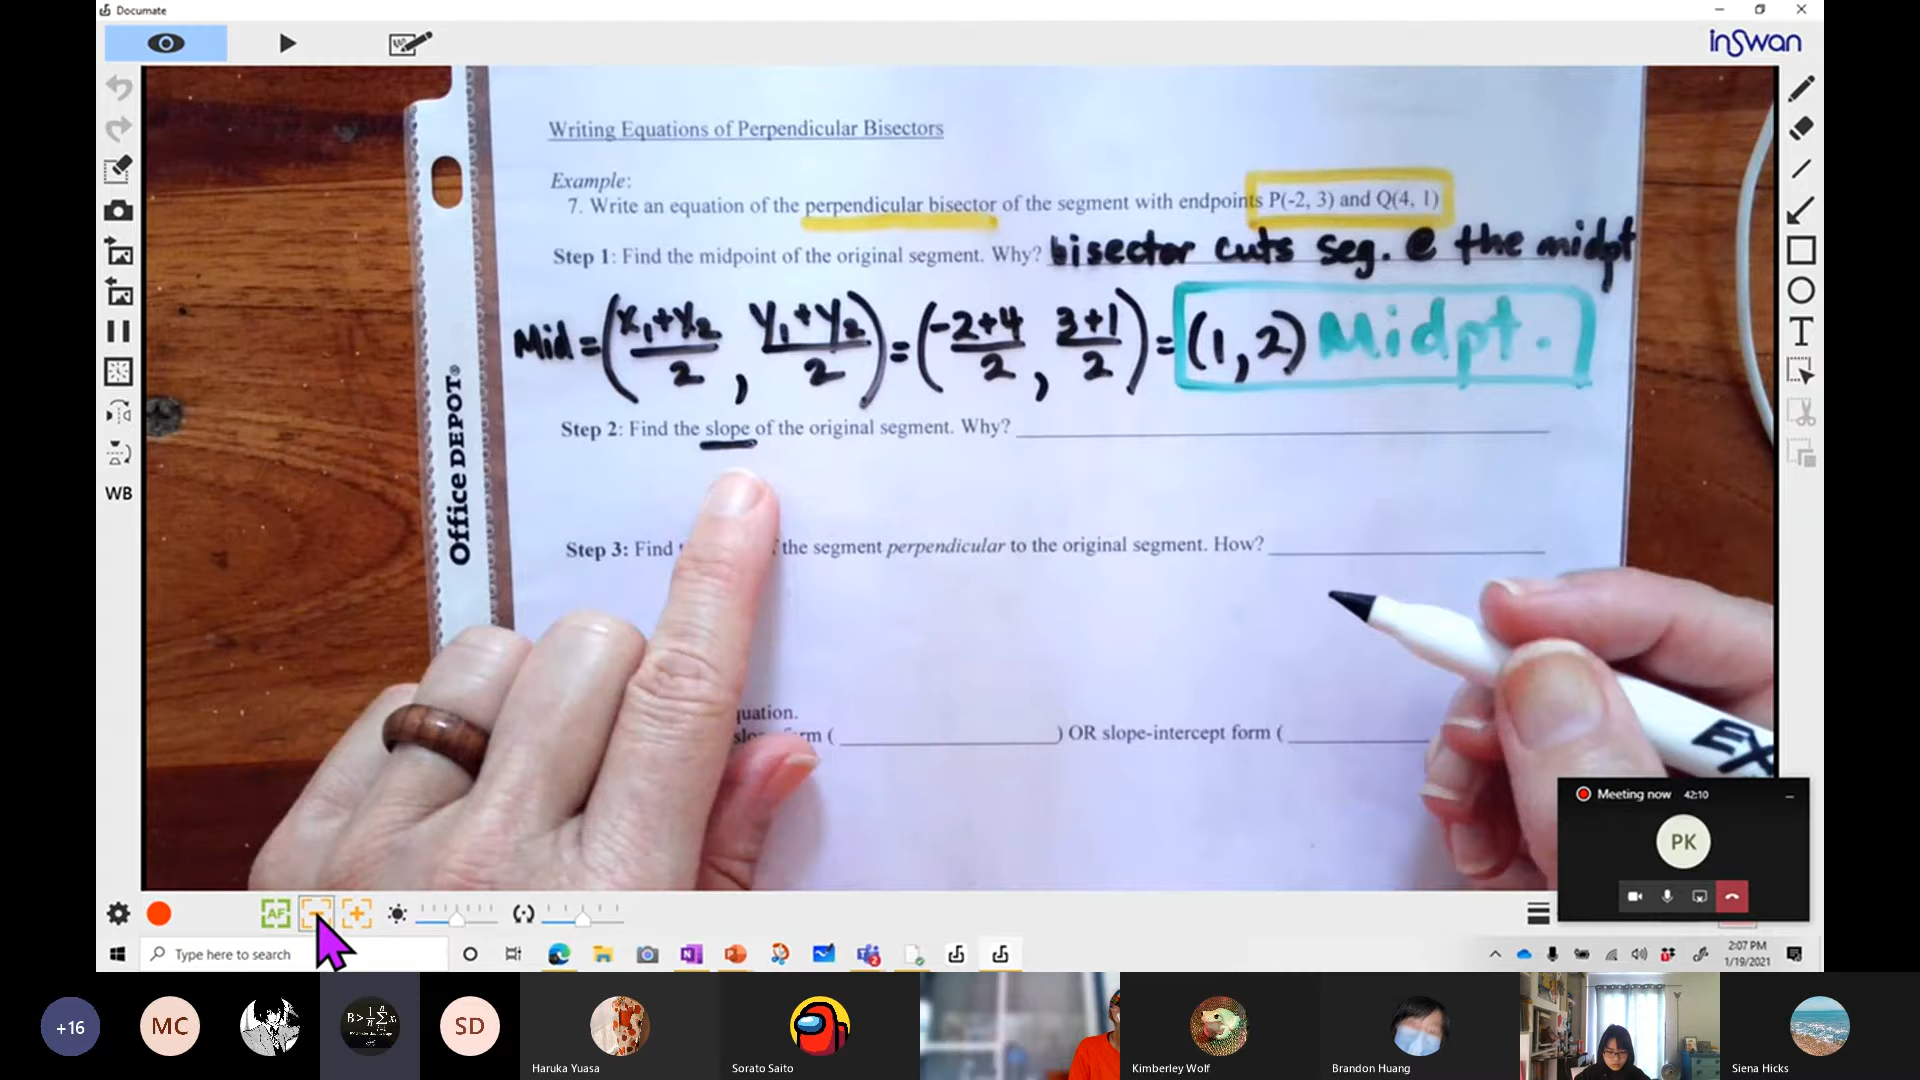 Documate
inswan
Writing Equations of Perpendicular Bisectors
Example:
7. Write an equation of the perpendicular bisector of the segment with endpoints P(-2, 3) and Q(4, 1)
Step 1: Find the midpoint of the original segment. Why? bisector cuts seg. @ the midpt
Mid = (x₁+x₂/2, y₁+y₂/2) = (-2+4/2, 3+1/2) = (1, 2) Midpt.
Step 2: Find the slope of the original segment. Why?
Step 3: Find the segment perpendicular to the original segment. How?
quation.
rm ( ) OR slope-intercept form (
Office DEPOT®
EX
WB
Meeting now 42:10
PK
AF
Type here to search
2:07 PM
1/19/2021
+16
MC
SD
Haruka Yuasa
Sorato Saito
Kimberley Wolf
Brandon Huang
Siena Hicks